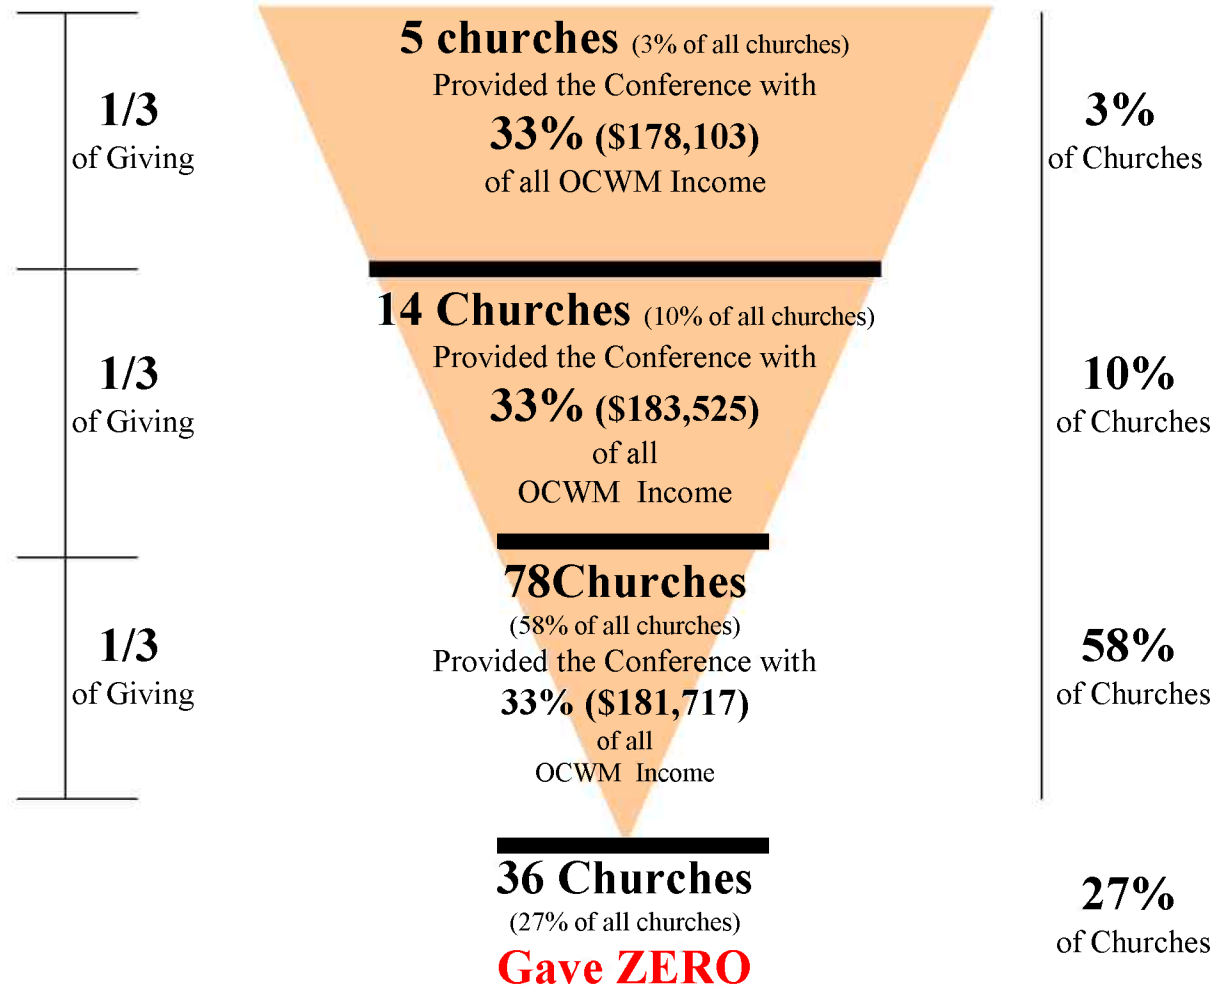 5 churches (3% of all churches)
Provided the Conference with
33% ($178,103)
of all OCWM Income
1/3
of Giving
3%
of Churches
14 Churches (10% of all churches)
Provided the Conference with
33% ($183,525)
of all
OCWM Income
1/3
of Giving
10%
of Churches
78Churches
(58% of all churches)
Provided the Conference with
33% ($181,717)
of all
OCWM Income
1/3
of Giving
58%
of Churches
36 Churches
(27% of all churches)
Gave ZERO
27%
of Churches